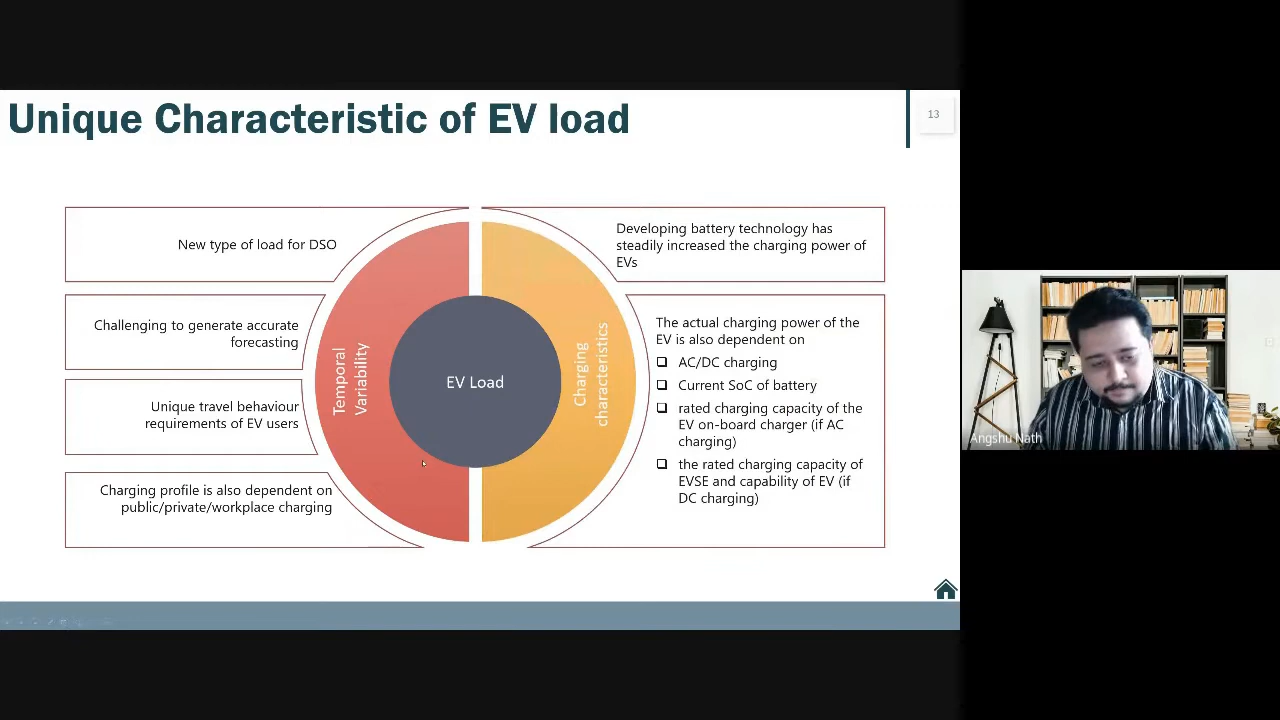 Unique Characteristic of EV load
13
New type of load for DSO
Challenging to generate accurate
forecasting
Unique travel behaviour
requirements of EV users
Charging profile is also dependent on
public/private/workplace charging
Temporal
Variability
EV Load
Charging
characteristics
Developing battery technology has
steadily increased the charging power of
EVs
The actual charging power of the
EV is also dependent on
AC/DC charging
Current SoC of battery
rated charging capacity of the
EV on-board charger (if AC
charging)
the rated charging capacity of
EVSE and capability of EV (if
DC charging)
Angshu Nath